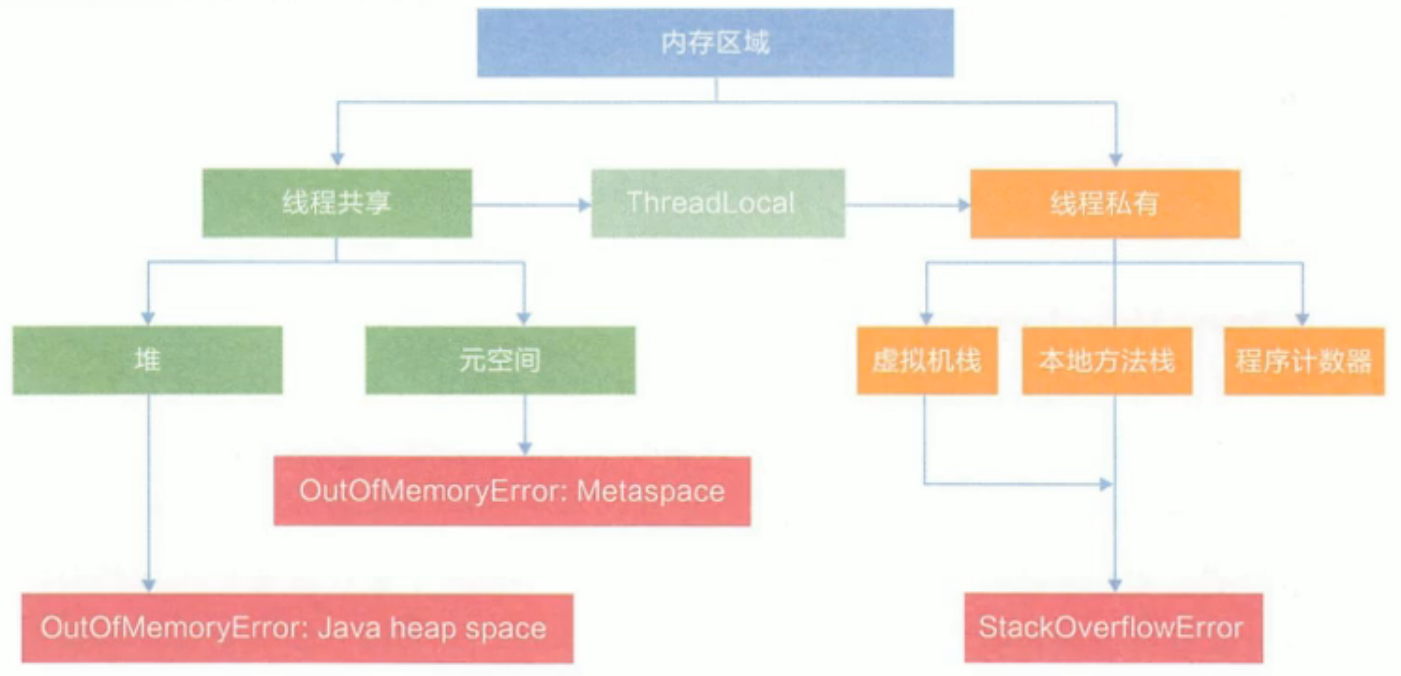 内存区域
线程共享
ThreadLocal
线程私有
堆
元空间
虚拟机栈
本地方法栈
程序计数器
OutOfMemoryError: Metaspace
OutOfMemoryError: Java heap space
StackOverflowError